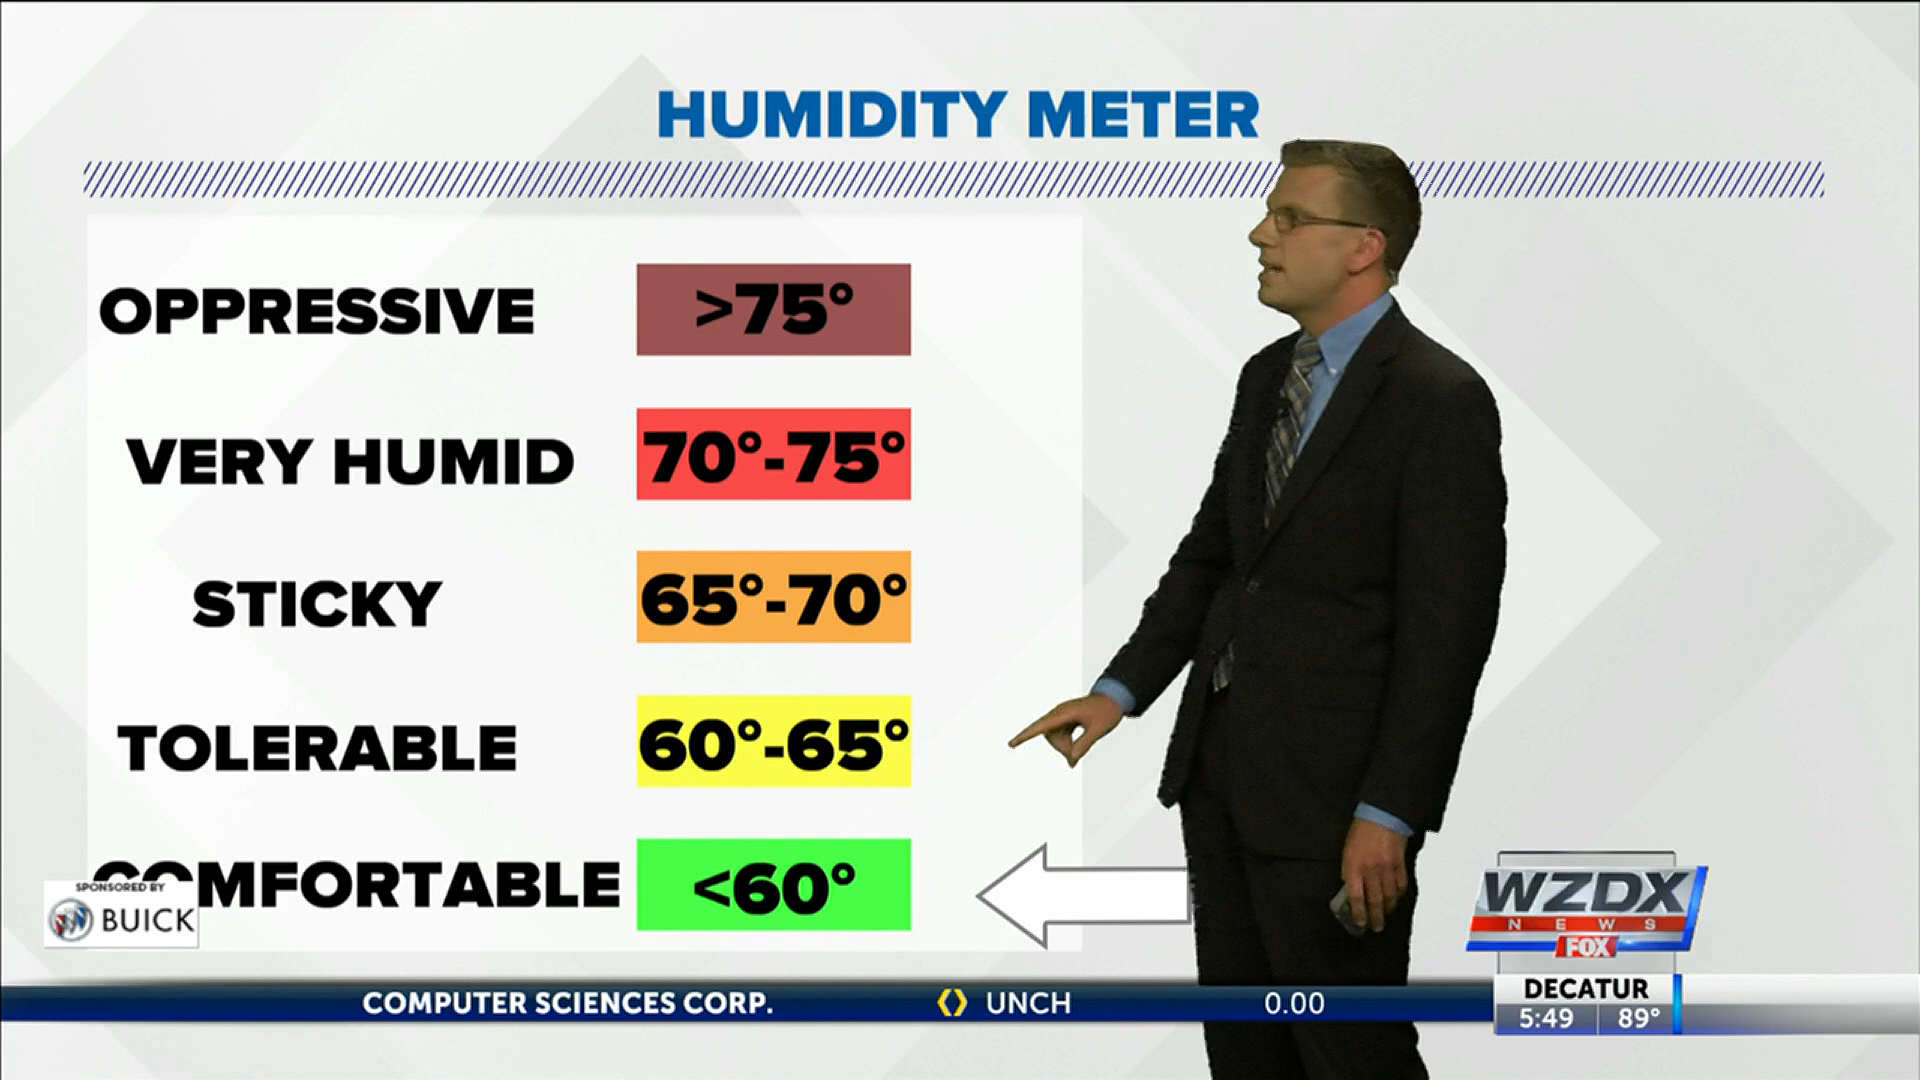 HUMIDITY METER
OPPRESSIVE >75°
VERY HUMID 70°-75°
STICKY 65°-70°
TOLERABLE 60°-65°
COMFORTABLE <60°
SPONSORED BY
BUICK
WZDX
NEWS
FOX
COMPUTER SCIENCES CORP. UNCH 0.00
DECATUR
5:49 89°